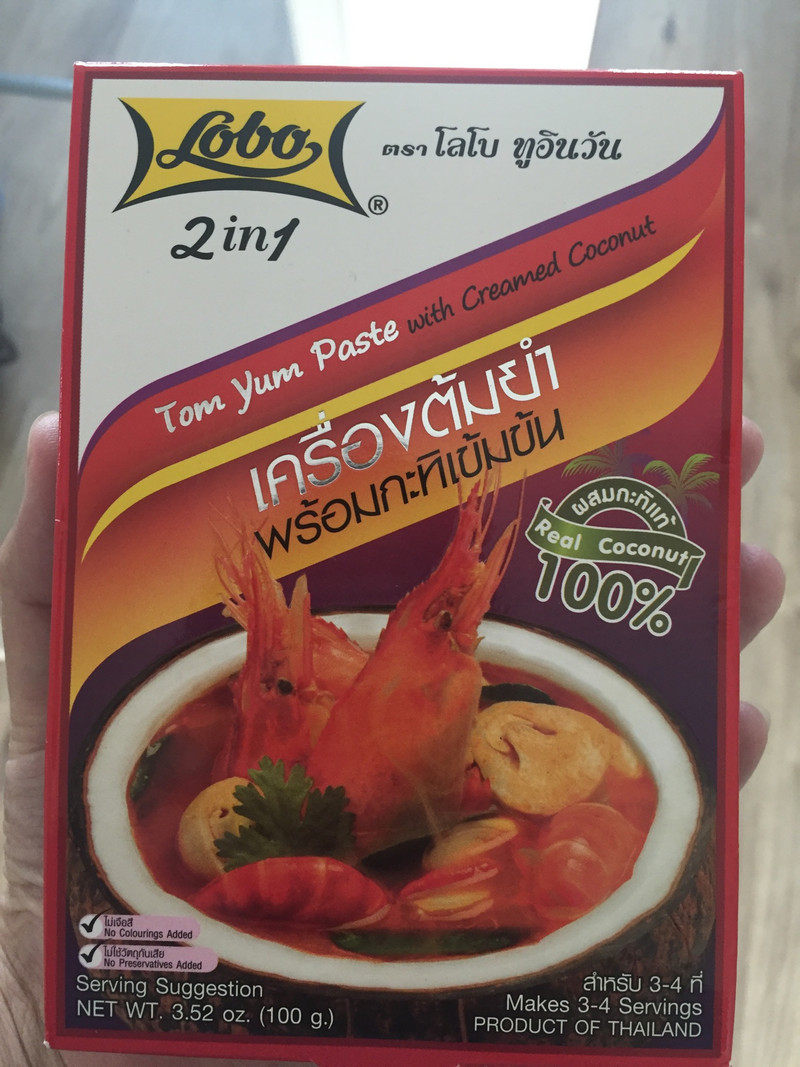 Lobo
®
2 in 1
ตรา โลโบ ทูอินวัน
Tom Yum Paste with Creamed Coconut
เครื่องต้มยำ
พร้อมกะทิเข้มข้น
ผสมกะทิแท้
Real Coconut
100%
ไม่เจือสี
No Colourings Added
ไม่ใช้วัตถุกันเสีย
No Preservatives Added
Serving Suggestion
NET WT. 3.52 oz. (100 g.)
สำหรับ 3-4 ที่
Makes 3-4 Servings
PRODUCT OF THAILAND